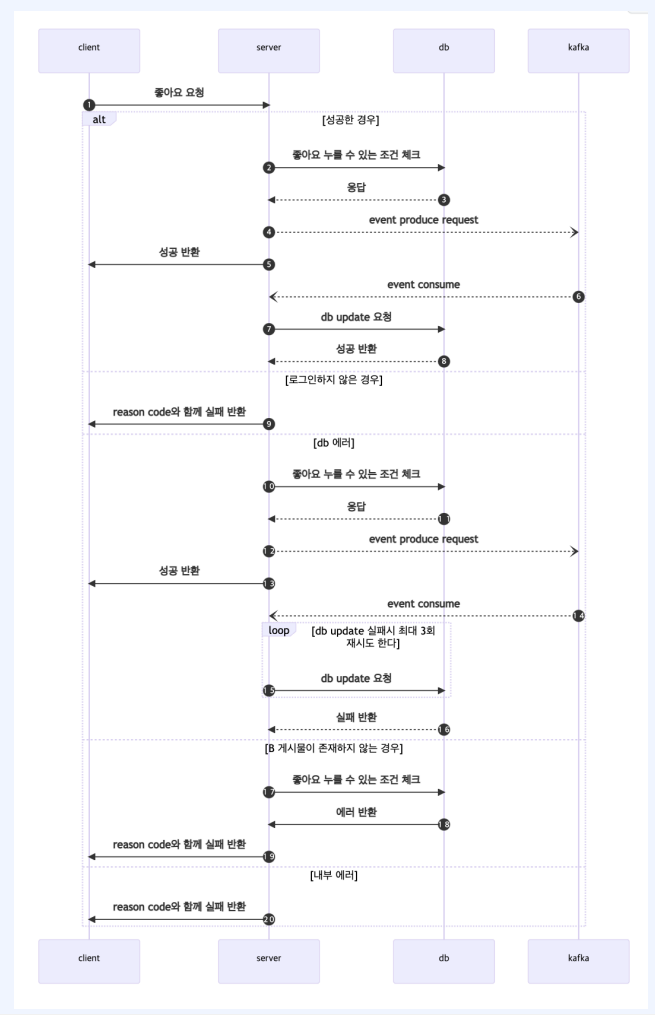 client server db kafka
좋아요 요청
1
alt [성공한 경우]
좋아요 누를 수 있는 조건 체크
2
응답
3
event produce request
4
성공 반환
5
event consume
6
db update 요청
7
성공 반환
8
[로그인하지 않은 경우]
reason code와 함께 실패 반환
9
[db 에러]
좋아요 누를 수 있는 조건 체크
10
응답
11
event produce request
12
성공 반환
13
event consume
14
loop [db update 실패시 최대 3회
재시도 한다]
db update 요청
15
실패 반환
16
[B 게시물이 존재하지 않는 경우]
좋아요 누를 수 있는 조건 체크
17
에러 반환
18
reason code와 함께 실패 반환
19
[내부 에러]
reason code와 함께 실패 반환
20
client server db kafka